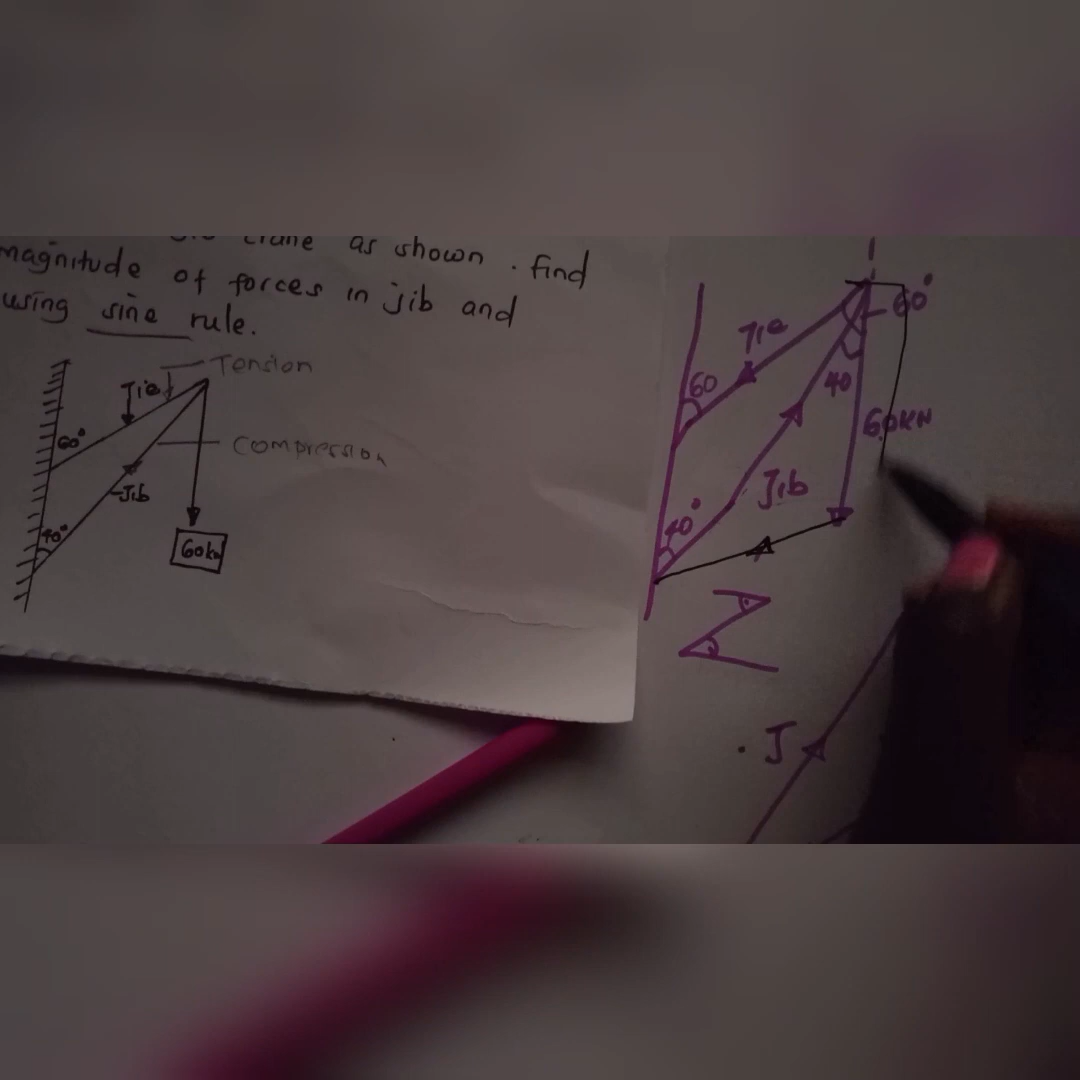 crane as shown . find
magnitude of forces in jib and
using sine rule.
Tension
Tie
60°
Compression
Jib
40°
60kN
60°
Tie
60
40
60KN
Jib
40°
J